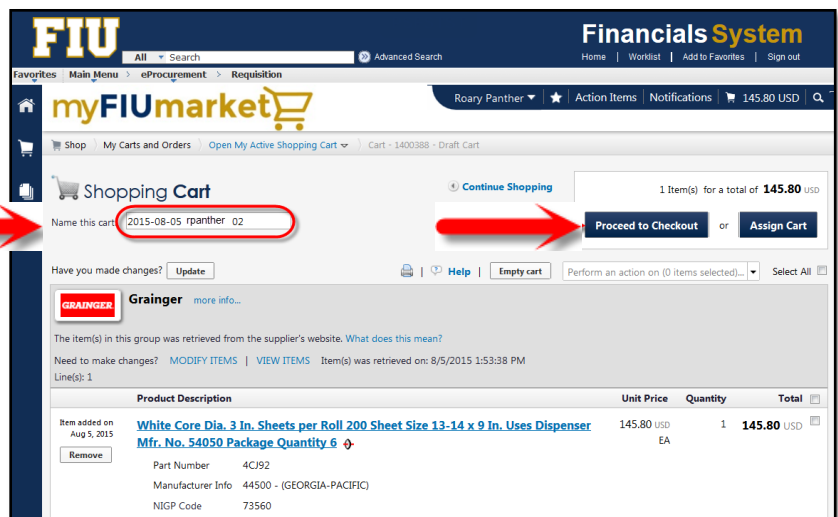 FIU
All Search
Advanced Search
Financials System
Home | Worklist | Add to Favorites | Sign out
Favorites Main Menu > eProcurement > Requisition
myFIUmarket
Roary Panther Action Items Notifications 145.80 USD
Shop My Carts and Orders Open My Active Shopping Cart Cart - 1400388 - Draft Cart
Shopping Cart
Continue Shopping
1 Item(s) for a total of 145.80 USD
Name this cart: 2015-08-05 rpanther 02
Proceed to Checkout or Assign Cart
Have you made changes? Update
| Help | Empty cart
Perform an action on (0 items selected)...
Select All
GRAINGER
Grainger more info...
The item(s) in this group was retrieved from the supplier's website. What does this mean?
Need to make changes? MODIFY ITEMS | VIEW ITEMS Item(s) was retrieved on: 8/5/2015 1:53:38 PM
Line(s): 1
Product Description Unit Price Quantity Total
Item added on
Aug 5, 2015
Remove
White Core Dia. 3 In. Sheets per Roll 200 Sheet Size 13-14 x 9 In. Uses Dispenser
Mfr. No. 54050 Package Quantity 6
145.80 USD
EA
1
145.80 USD
Part Number 4CJ92
Manufacturer Info 44500 - (GEORGIA-PACIFIC)
NIGP Code 73560